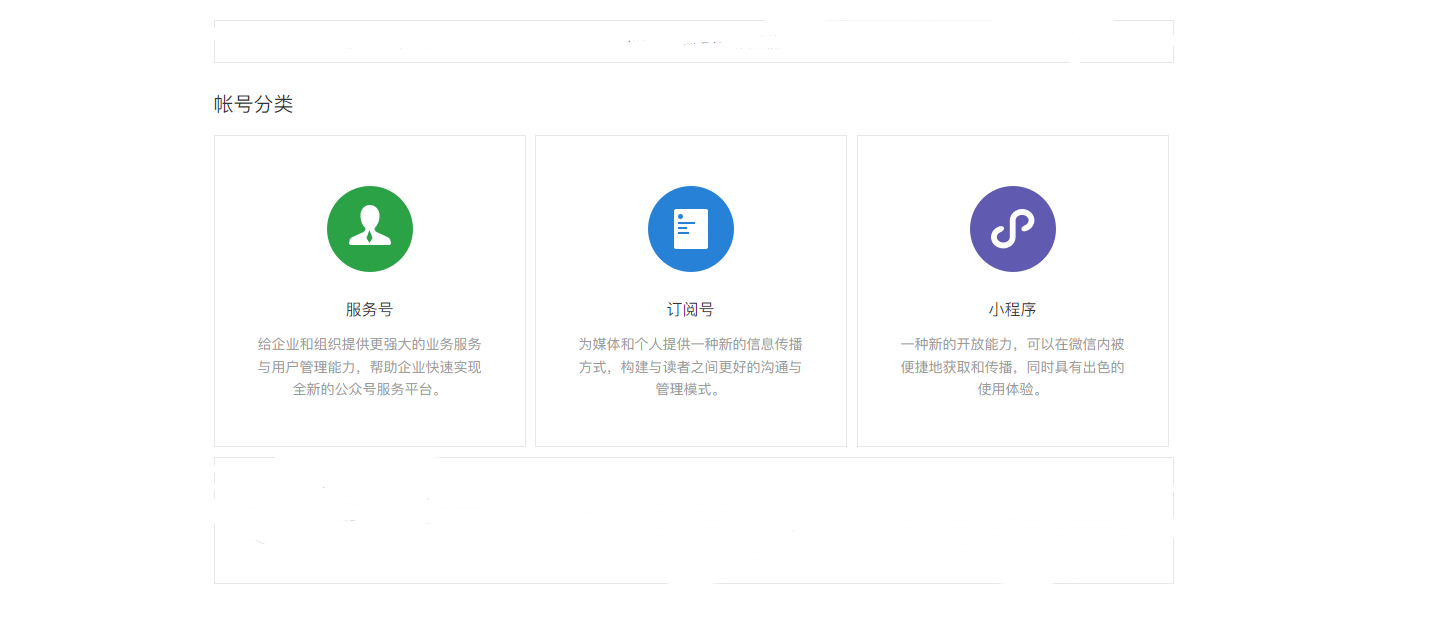 帐号分类
服务号
给企业和组织提供更强大的业务服务
与用户管理能力，帮助企业快速实现
全新的公众号服务平台。
订阅号
为媒体和个人提供一种新的信息传播
方式，构建与读者之间更好的沟通与
管理模式。
小程序
一种新的开放能力，可以在微信内被
便捷地获取和传播，同时具有出色的
使用体验。